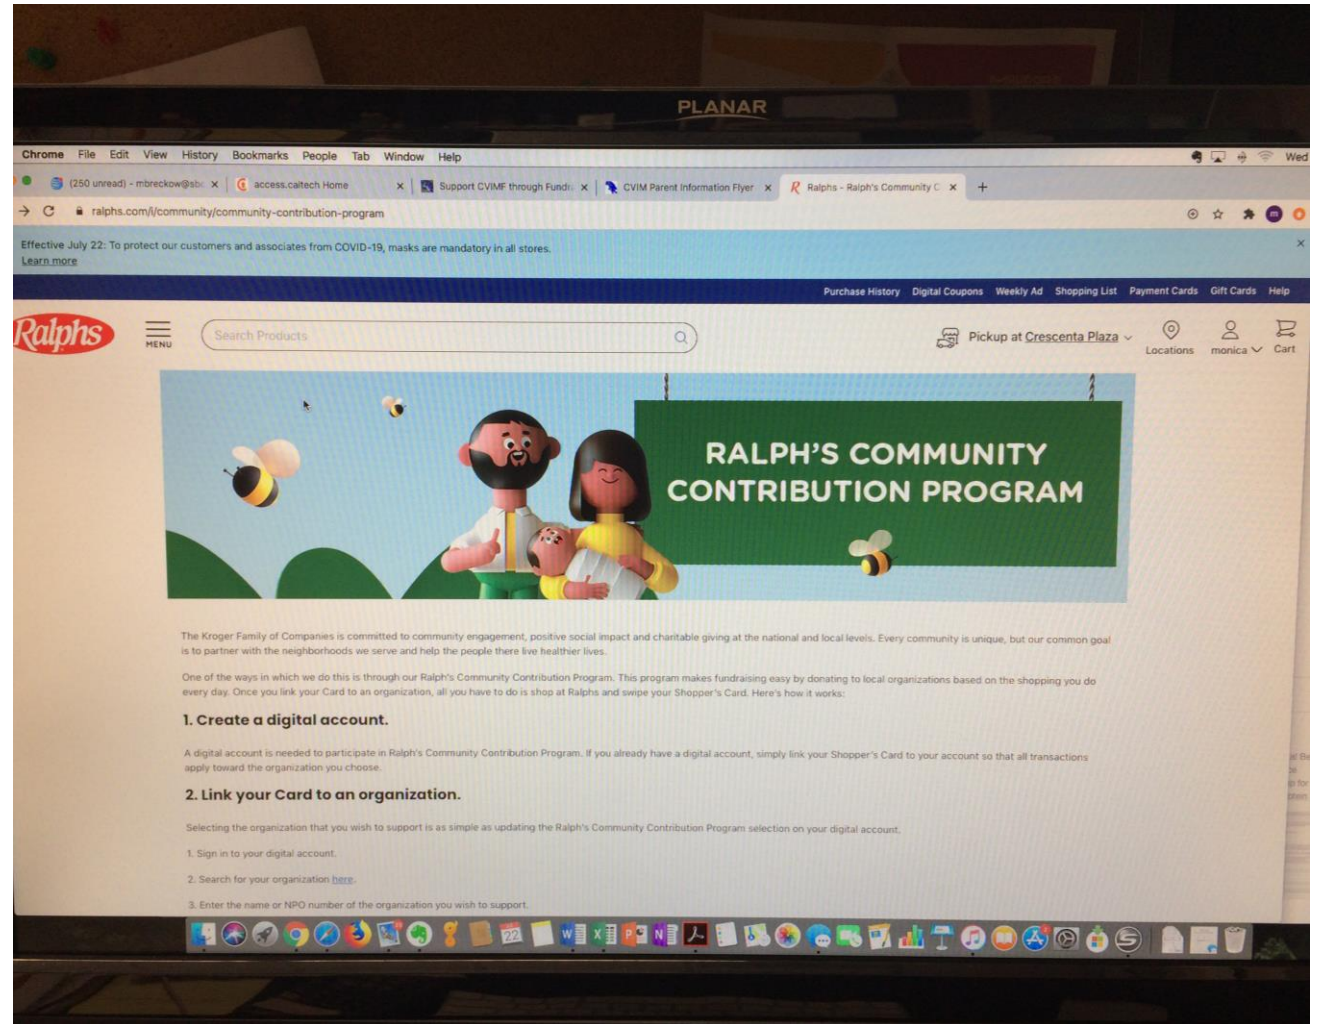 PLANAR
Chrome File Edit View History Bookmarks People Tab Window Help
Wed
(250 unread) - mbreckow@sbc
access.caltech Home
Support CVIMF through Fundr
CVIM Parent Information Flyer
Ralphs - Ralph's Community C
ralphs.com/i/community/community-contribution-program
Effective July 22: To protect our customers and associates from COVID-19, masks are mandatory in all stores.
Learn more
Purchase History Digital Coupons Weekly Ad Shopping List Payment Cards Gift Cards Help
Ralphs
MENU
Search Products
Pickup at Crescenta Plaza
Locations
monica
Cart
RALPH'S COMMUNITY
CONTRIBUTION PROGRAM
The Kroger Family of Companies is committed to community engagement, positive social impact and charitable giving at the national and local levels. Every community is unique, but our common goal
is to partner with the neighborhoods we serve and help the people there live healthier lives.
One of the ways in which we do this is through our Ralph's Community Contribution Program. This program makes fundraising easy by donating to local organizations based on the shopping you do
every day. Once you link your Card to an organization, all you have to do is shop at Ralphs and swipe your Shopper's Card. Here's how it works:
1. Create a digital account.
A digital account is needed to participate in Ralph's Community Contribution Program. If you already have a digital account, simply link your Shopper's Card to your account so that all transactions
apply toward the organization you choose.
2. Link your Card to an organization.
Selecting the organization that you wish to support is as simple as updating the Ralph's Community Contribution Program selection on your digital account.
1. Sign in to your digital account.
2. Search for your organization here.
3. Enter the name or NPO number of the organization you wish to support.
22